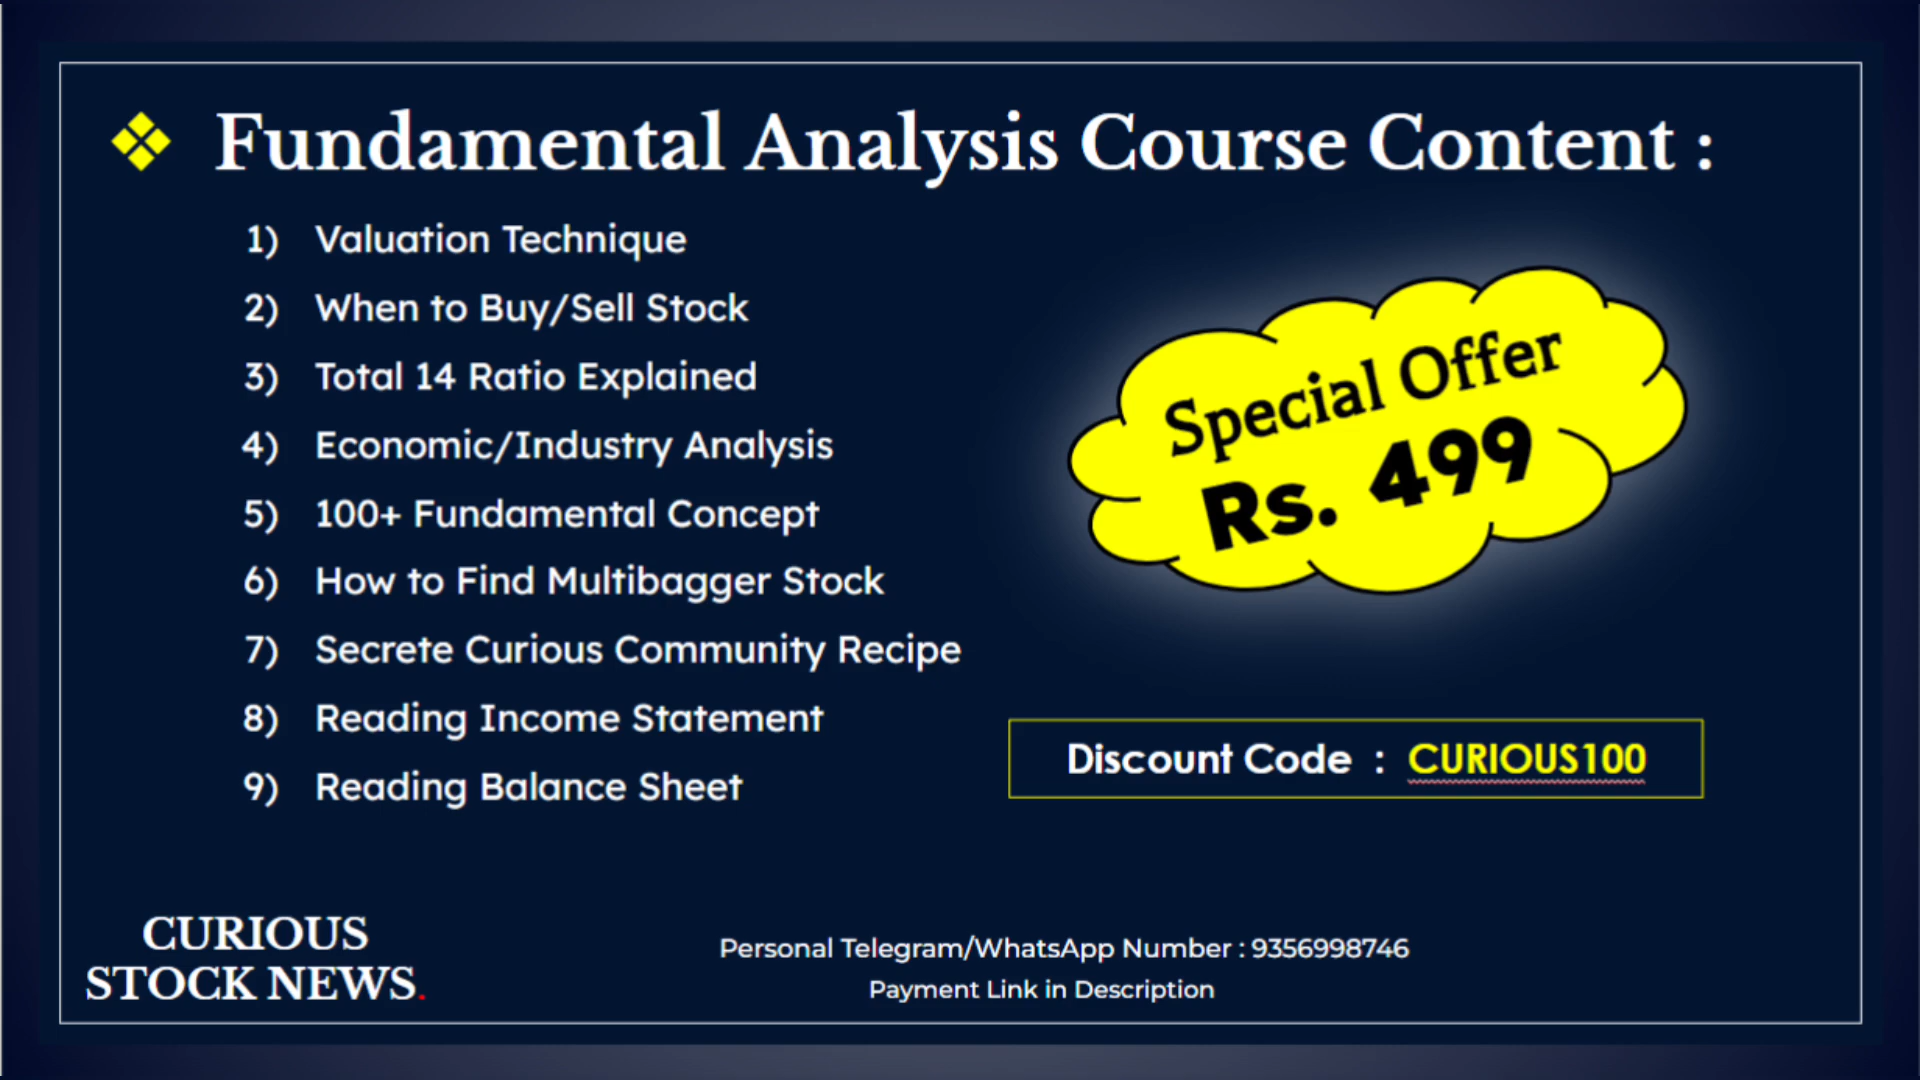 Fundamental Analysis Course Content :
1) Valuation Technique
2) When to Buy/Sell Stock
3) Total 14 Ratio Explained
4) Economic/Industry Analysis
5) 100+ Fundamental Concept
6) How to Find Multibagger Stock
7) Secrete Curious Community Recipe
8) Reading Income Statement
9) Reading Balance Sheet
Special Offer
Rs. 499
Discount Code : CURIOUS100
CURIOUS
STOCK NEWS.
Personal Telegram/WhatsApp Number : 9356998746
Payment Link in Description